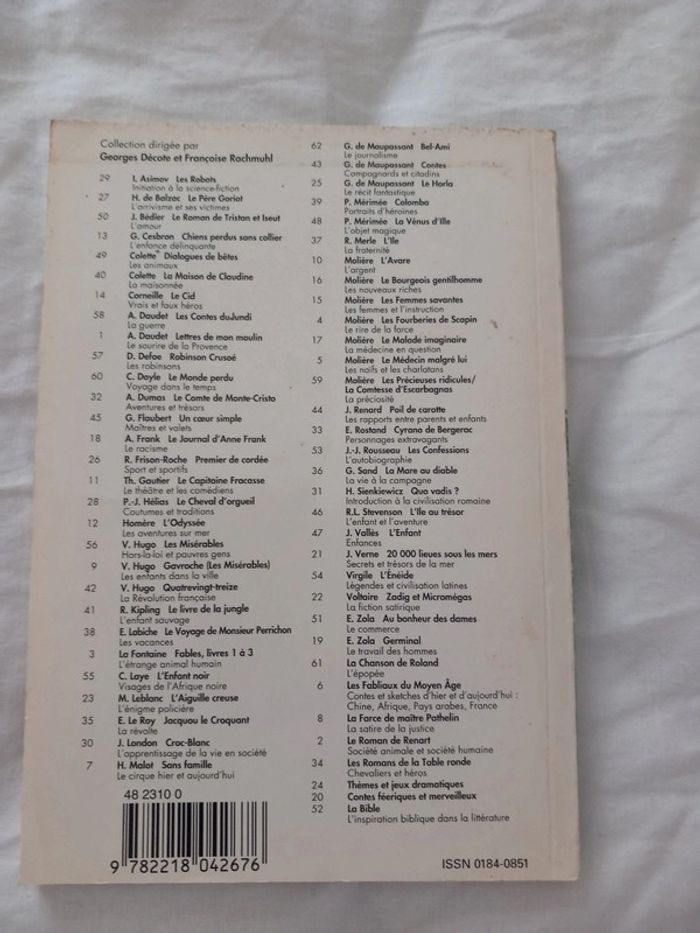 Collection dirigée par
Georges Décote et Françoise Rachmuhl
29 I. Asimov Les Robots
Initiation à la science-fiction
27 H. de Balzac Le Père Goriot
L'arrivisme et ses victimes
50 J. Bédier Le Roman de Tristan et Iseut
L'amour
13 G. Cesbron Chiens perdus sans collier
L'enfance délinquante
49 Colette Dialogues de bêtes
Les animaux
40 Colette La Maison de Claudine
La maisonnée
14 Corneille Le Cid
Vrais et faux héros
58 A. Daudet Les Contes du Lundi
La guerre
1 A. Daudet Lettres de mon moulin
Le sourire de la Provence
57 D. Defoe Robinson Crusoé
Les robinsons
60 C. Doyle Le Monde perdu
Voyage dans le temps
32 A. Dumas Le Comte de Monte-Cristo
Aventures et trésors
45 G. Flaubert Un cœur simple
Maîtres et valets
18 A. Frank Le Journal d'Anne Frank
Le racisme
26 R. Frison-Roche Premier de cordée
Sport et sportifs
11 Th. Gautier Le Capitaine Fracasse
Le théâtre et les comédiens
28 P.-J. Hélias Le Cheval d'orgueil
Coutumes et traditions
12 Homère L'Odyssée
Les aventures sur mer
56 V. Hugo Les Misérables
Hors-la-loi et pauvres gens
9 V. Hugo Gavroche (Les Misérables)
Les enfants dans la ville
42 V. Hugo Quatrevingt-treize
La Révolution française
41 R. Kipling Le livre de la jungle
L'enfant sauvage
38 E. Labiche Le Voyage de Monsieur Perrichon
Les vacances
3 La Fontaine Fables, livres 1 à 3
L'étrange animal humain
55 C. Laye L'Enfant noir
Visages de l'Afrique noire
23 M. Leblanc L'Aiguille creuse
L'énigme policière
35 E. Le Roy Jacquou le Croquant
La révolte
30 J. London Croc-Blanc
L'apprentissage de la vie en société
7 H. Malot Sans famille
Le cirque hier et aujourd'hui
48 2310 0
9 782218 042676
62 G. de Maupassant Bel-Ami
Le journalisme
43 G. de Maupassant Contes
Campagnards et citadins
25 G. de Maupassant Le Horla
Le récit fantastique
39 P. Mérimée Colomba
Portraits d'héroïnes
48 P. Mérimée La Vénus d'Ille
L'objet magique
37 R. Merle L'Ile
La fraternité
10 Molière L'Avare
L'argent
16 Molière Le Bourgeois gentilhomme
Les nouveaux riches
15 Molière Les Femmes savantes
Les femmes et l'instruction
4 Molière Les Fourberies de Scapin
Le rire de la farce
17 Molière Le Malade imaginaire
La médecine en question
5 Molière Le Médecin malgré lui
Les naïfs et les charlatans
59 Molière Les Précieuses ridicules/
La Comtesse d'Escarbagnas
La préciosité
44 J. Renard Poil de carotte
Les rapports entre parents et enfants
33 E. Rostand Cyrano de Bergerac
Personnages extravagants
53 J.-J. Rousseau Les Confessions
L'autobiographie
36 G. Sand La Mare au diable
La vie à la campagne
31 H. Sienkiewicz Quo vadis ?
Introduction à la civilisation romaine
46 R.L. Stevenson L'Ile au trésor
L'enfant et l'aventure
47 J. Vallès L'Enfant
Enfances
21 J. Verne 20 000 lieues sous les mers
Secrets et trésors de la mer
54 Virgile L'Énéide
Légendes et civilisation latines
22 Voltaire Zadig et Micromégas
La fiction satirique
51 E. Zola Au bonheur des dames
Le commerce
19 E. Zola Germinal
Le travail des hommes
61 La Chanson de Roland
L'épopée
6 Les Fabliaux du Moyen Âge
Contes et sketches d'hier et d'aujourd'hui :
Chine, Afrique, Pays arabes, France
8 La Farce de maître Pathelin
La satire de la justice
2 Le Roman de Renart
Société animale et société humaine
34 Les Romans de la Table ronde
Chevaliers et héros
24 Thèmes et jeux dramatiques
20 Contes féeriques et merveilleux
52 La Bible
L'inspiration biblique dans la littérature
ISSN 0184-0851